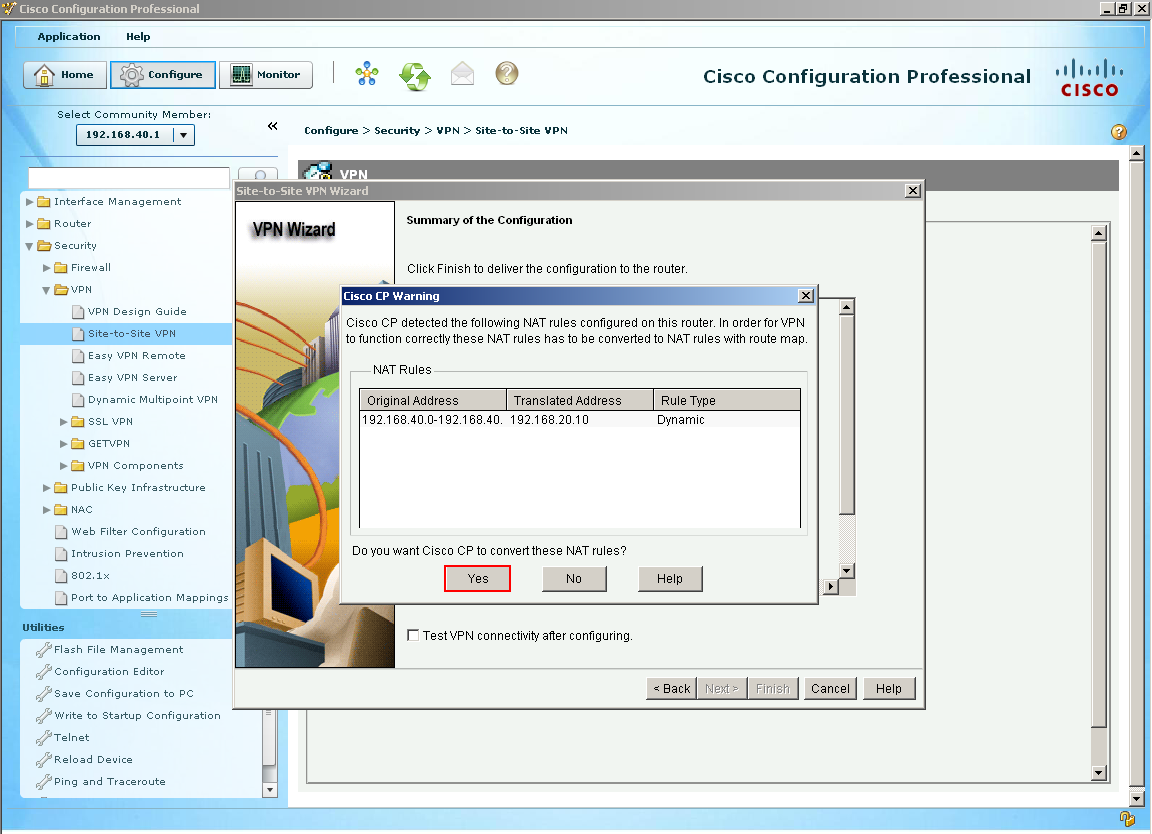 Cisco Configuration Professional
Application Help
Home Configure Monitor
Cisco Configuration Professional
CISCO
Select Community Member:
192.168.40.1
Configure > Security > VPN > Site-to-Site VPN
VPN
Interface Management
Router
Security
Firewall
VPN
VPN Design Guide
Site-to-Site VPN
Easy VPN Remote
Easy VPN Server
Dynamic Multipoint VPN
SSL VPN
GETVPN
VPN Components
Public Key Infrastructure
NAC
Web Filter Configuration
Intrusion Prevention
802.1x
Port to Application Mappings
Utilities
Flash File Management
Configuration Editor
Save Configuration to PC
Write to Startup Configuration
Telnet
Reload Device
Ping and Traceroute
Site-to-Site VPN Wizard
VPN Wizard
Summary of the Configuration
Click Finish to deliver the configuration to the router.
Cisco CP Warning
Cisco CP detected the following NAT rules configured on this router. In order for VPN
to function correctly these NAT rules has to be converted to NAT rules with route map.
NAT Rules
Original Address Translated Address Rule Type
192.168.40.0-192.168.40. 192.168.20.10 Dynamic
Do you want Cisco CP to convert these NAT rules?
Yes No Help
Test VPN connectivity after configuring.
< Back Next > Finish Cancel Help